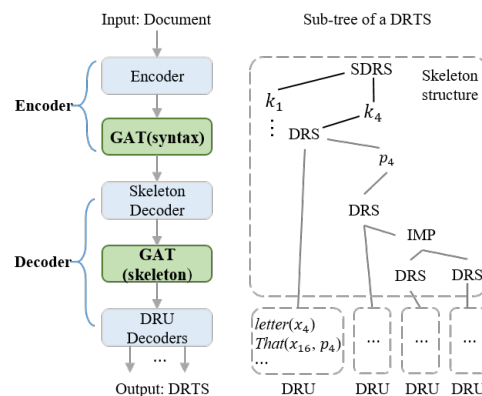 Input: Document
Encoder
Encoder
GAT(syntax)
Skeleton
Decoder
Decoder
GAT
(skeleton)
DRU
Decoders
...
Output: DRTS
Sub-tree of a DRTS
SDRS
Skeleton
structure
k₁
k₄
⋮
DRS
p₄
DRS
IMP
DRS
DRS
letter(x₄)
That(x₁₆, p₄)
...
...
...
...
DRU
DRU
DRU
DRU